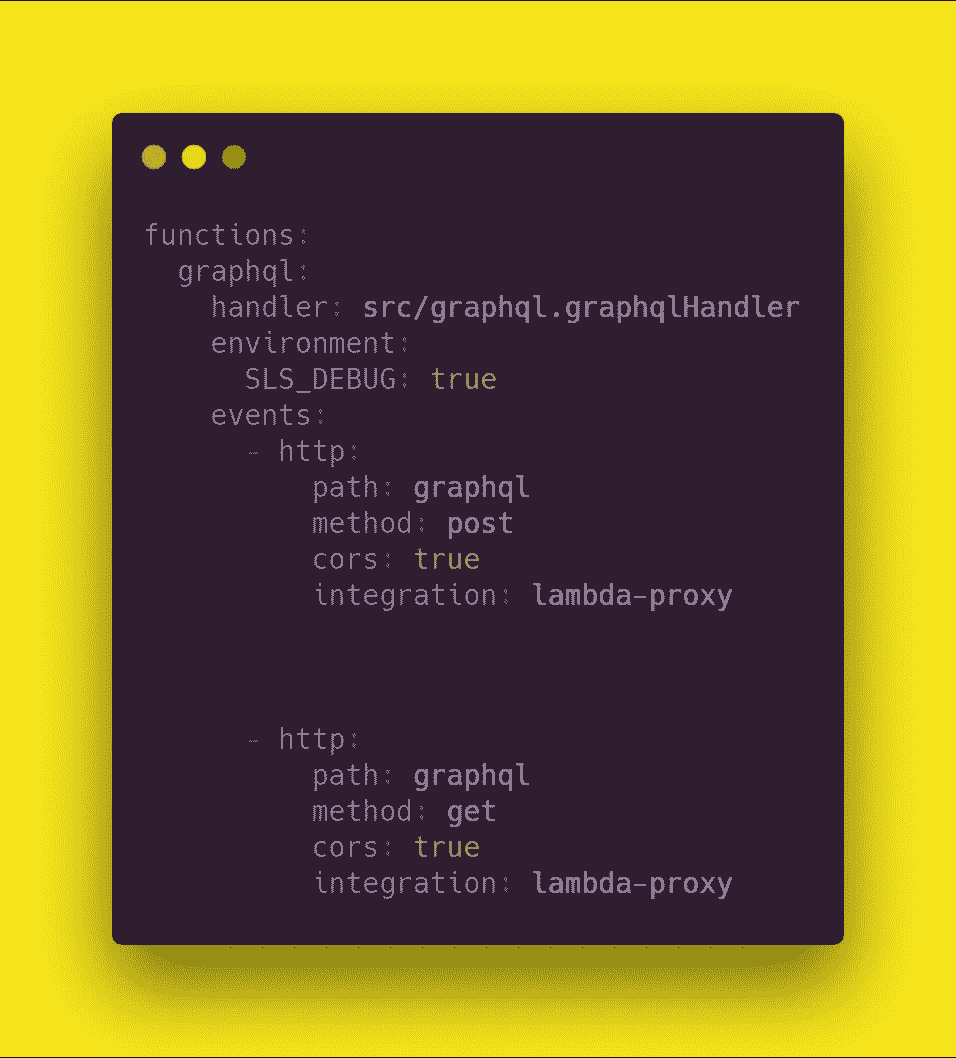 functions:
  graphql:
    handler: src/graphql.graphqlHandler
    environment:
      SLS_DEBUG: true
    events:
      - http:
          path: graphql
          method: post
          cors: true
          integration: lambda-proxy
      - http:
          path: graphql
          method: get
          cors: true
          integration: lambda-proxy